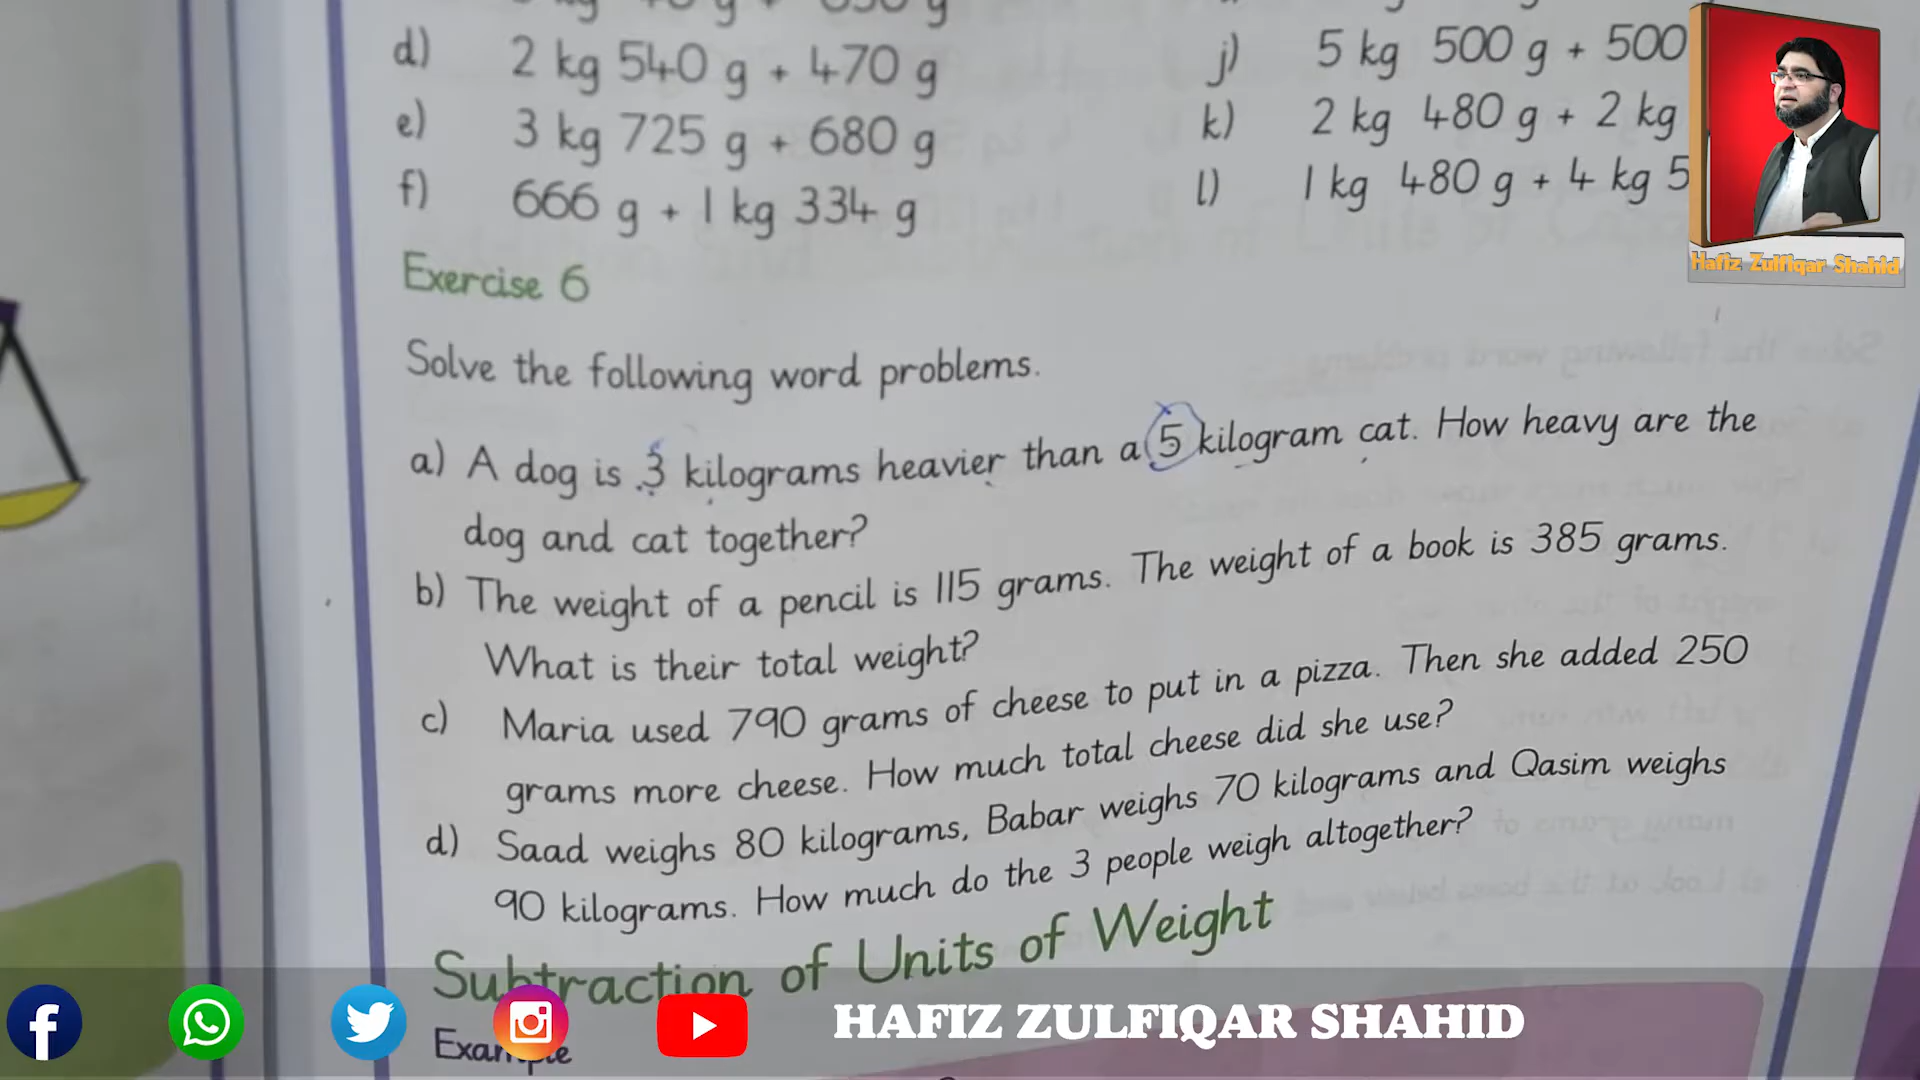 d) 2 kg 540 g + 470 g
e) 3 kg 725 g + 680 g
f) 666 g + 1 kg 334 g
j) 5 kg 500 g + 500
k) 2 kg 480 g + 2 kg
l) 1 kg 480 g + 4 kg 5
Hafiz Zulfiqar Shahid
Exercise 6
Solve the following word problems.
a) A dog is 3 kilograms heavier than a 5 kilogram cat. How heavy are the
dog and cat together?
b) The weight of a pencil is 115 grams. The weight of a book is 385 grams.
What is their total weight?
c) Maria used 790 grams of cheese to put in a pizza. Then she added 250
grams more cheese. How much total cheese did she use?
d) Saad weighs 80 kilograms, Babar weighs 70 kilograms and Qasim weighs
90 kilograms. How much do the 3 people weigh altogether?
Subtraction of Units of Weight
Example
HAFIZ ZULFIQAR SHAHID